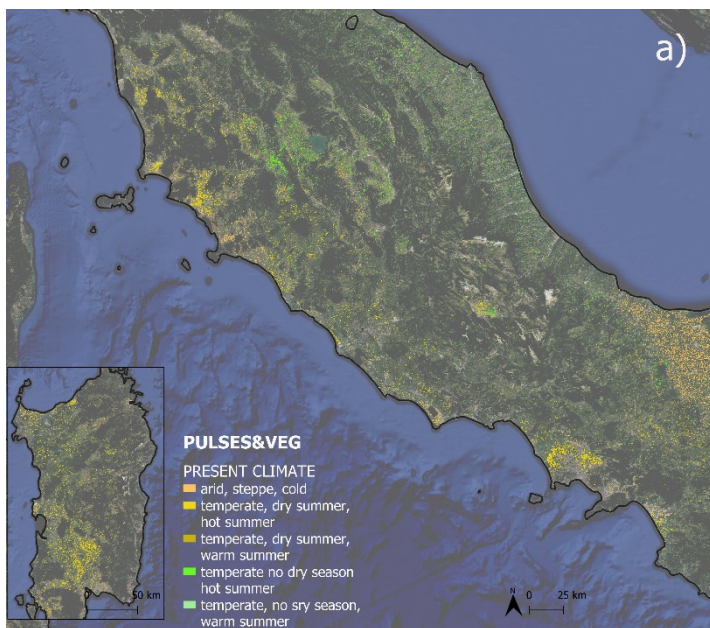 a)
PULSES&VEG
PRESENT CLIMATE
arid, steppe, cold
temperate, dry summer,
hot summer
temperate, dry summer,
warm summer
temperate no dry season
hot summer
temperate, no sry season,
warm summer
50 km
N
0 25 km